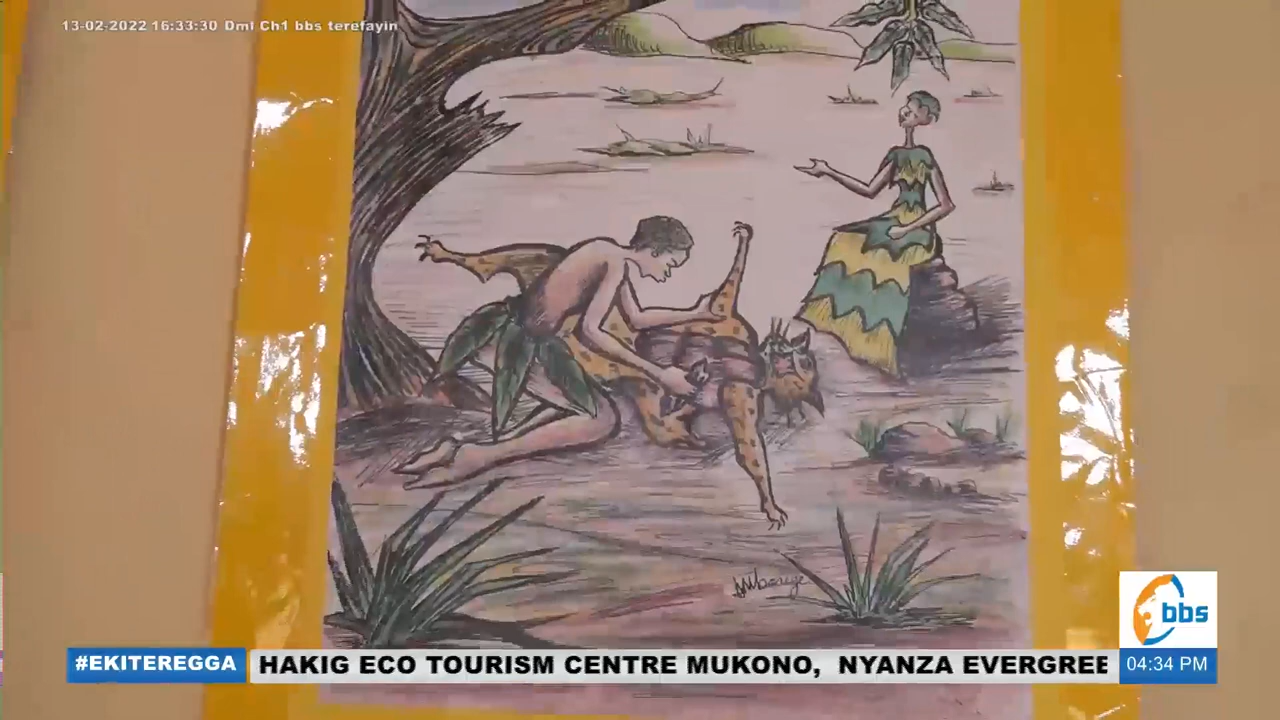 13-02-2022 16:33:30 Dml Ch1 bbs terefayin
bbs
#EKITEREGGA
HAKIG ECO TOURISM CENTRE MUKONO, NYANZA EVERGREE
04:34 PM